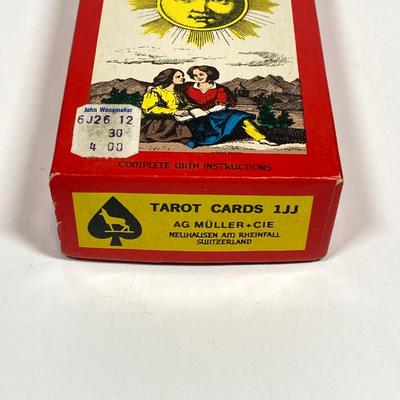 John Wanamaker
6J26 12
30
4 00
COMPLETE WITH INSTRUCTIONS
TAROT CARDS 1JJ
AG MÜLLER+CIE
NEUHAUSEN AM RHEINFALL
SWITZERLAND